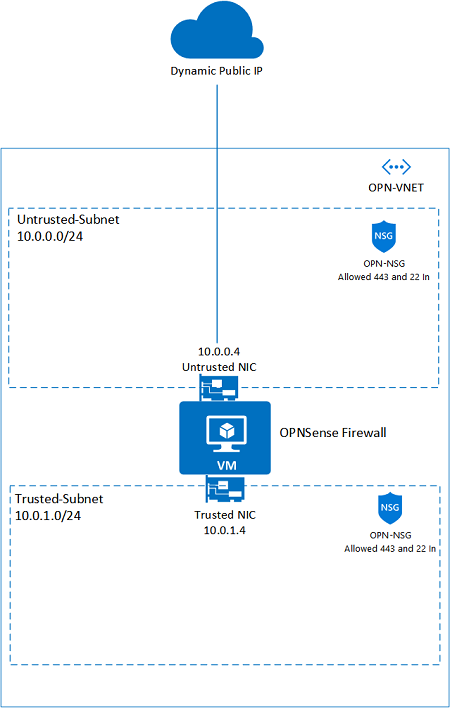 Dynamic Public IP
OPN-VNET
Untrusted-Subnet
10.0.0.0/24
NSG
OPN-NSG
Allowed 443 and 22 In
10.0.0.4
Untrusted NIC
OPNSense Firewall
VM
Trusted-Subnet
10.0.1.0/24
Trusted NIC
10.0.1.4
NSG
OPN-NSG
Allowed 443 and 22 In